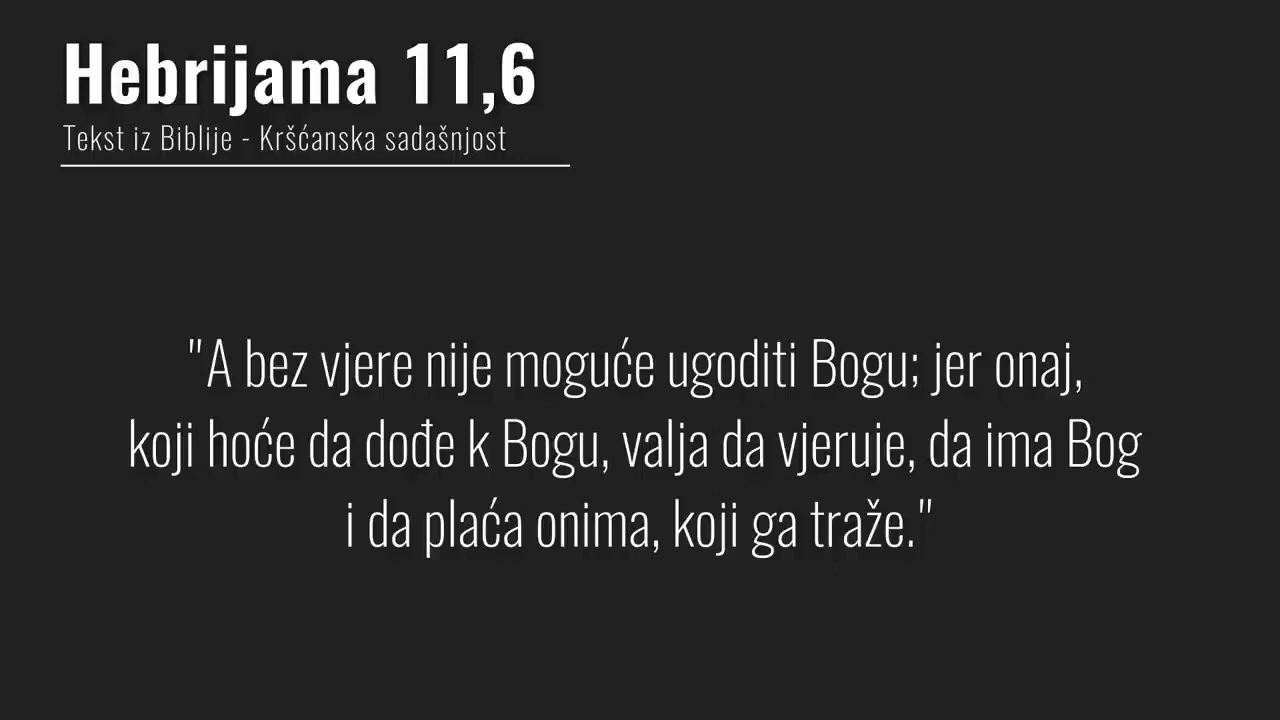 Hebrijama 11,6
Tekst iz Biblije - Kršćanska sadašnjost
"A bez vjere nije moguće ugoditi Bogu; jer onaj,
koji hoće da dođe k Bogu, valja da vjeruje, da ima Bog
i da plaća onima, koji ga traže."